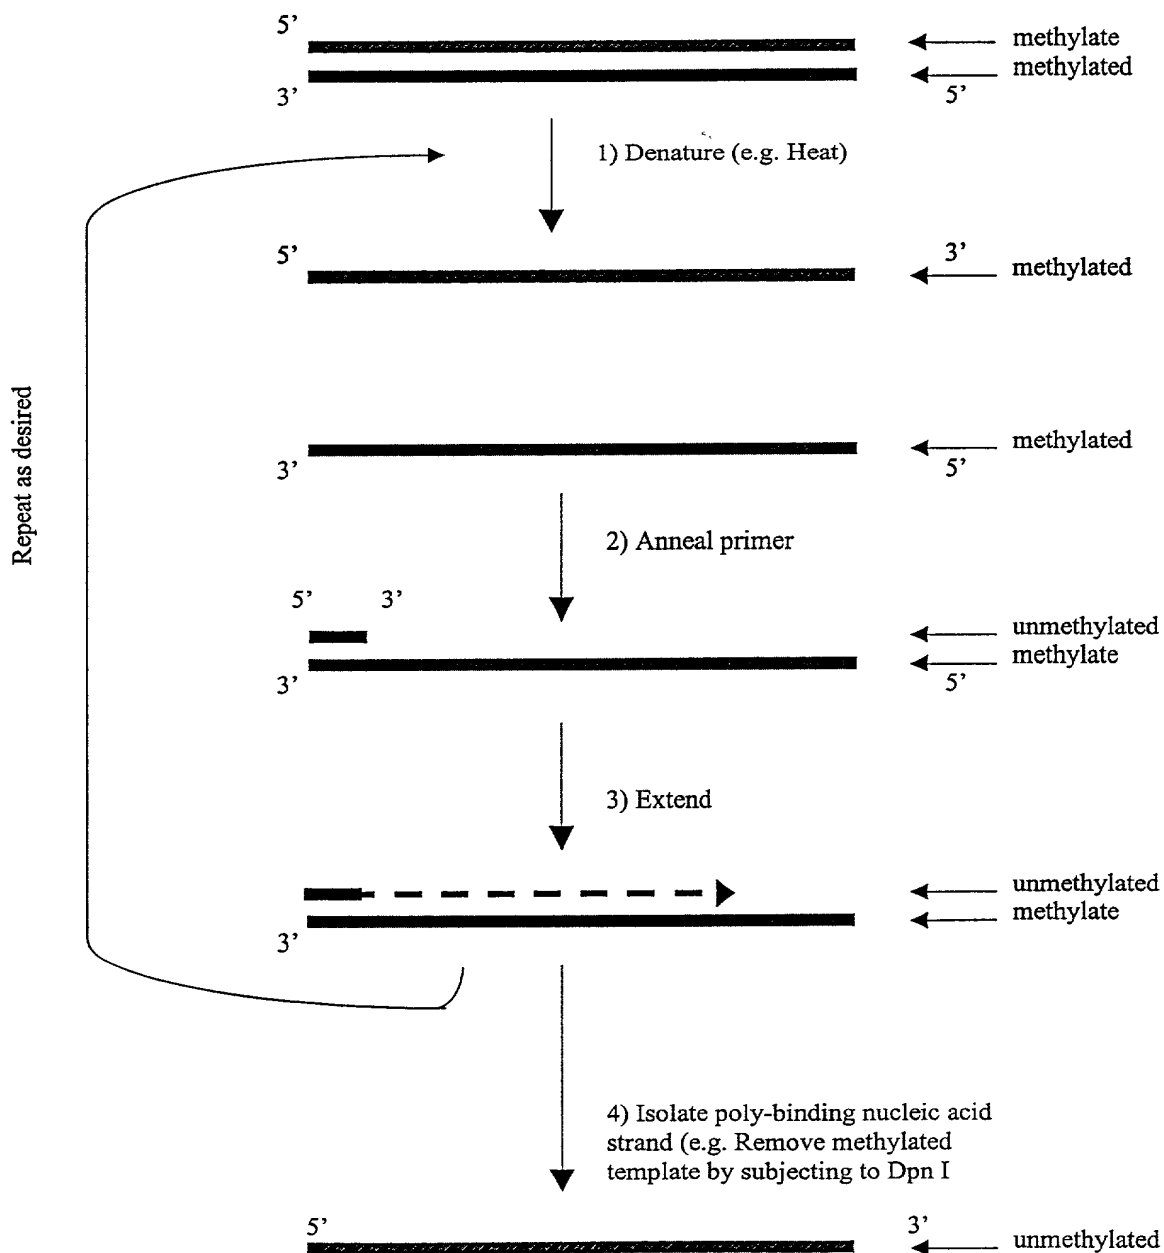 5’
methylate
methylated
3’
5’
1) Denature (e.g. Heat)
5’
3’
methylated
Repeat as desired
methylated
3’
5’
2) Anneal primer
5’ 3’
unmethylated
methylate
3’
5’
3) Extend
unmethylated
methylate
3’
4) Isolate poly-binding nucleic acid
strand (e.g. Remove methylated
template by subjecting to Dpn I
5’
3’
unmethylated